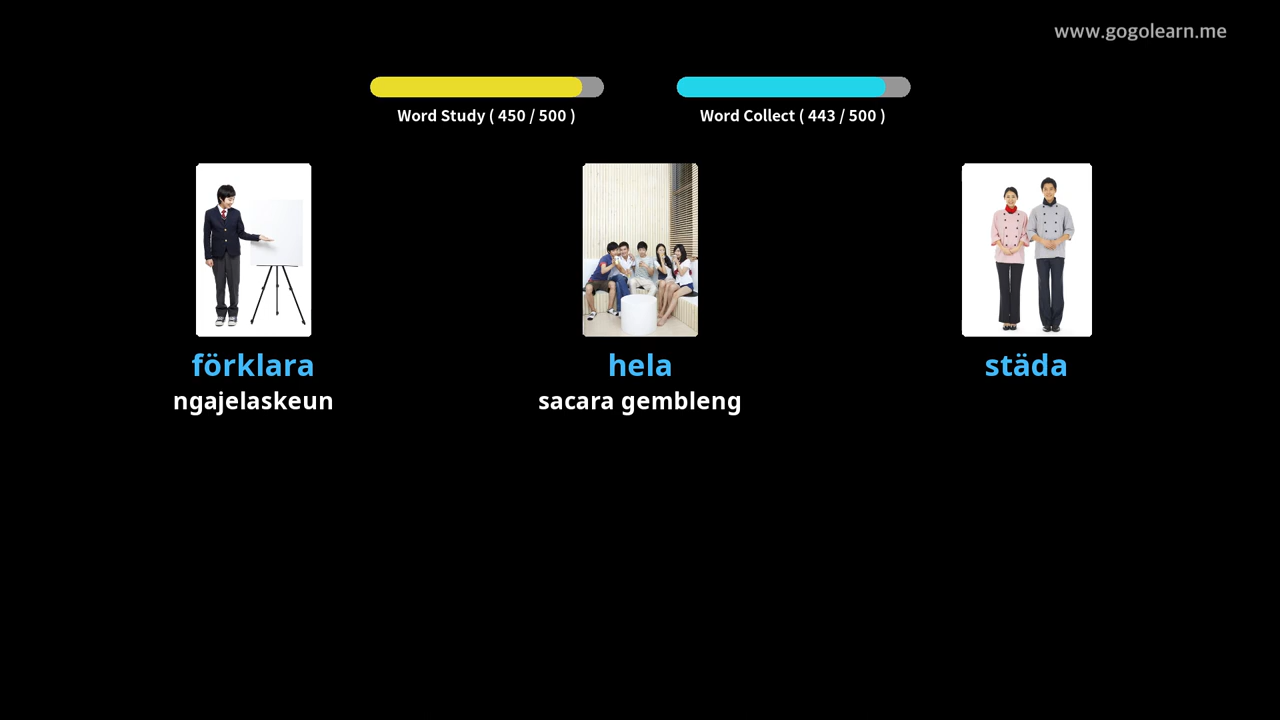 www.gogolearn.me
Word Study ( 450 / 500 )
Word Collect ( 443 / 500 )
förklara
ngajelaskeun
hela
sacara gembleng
städa